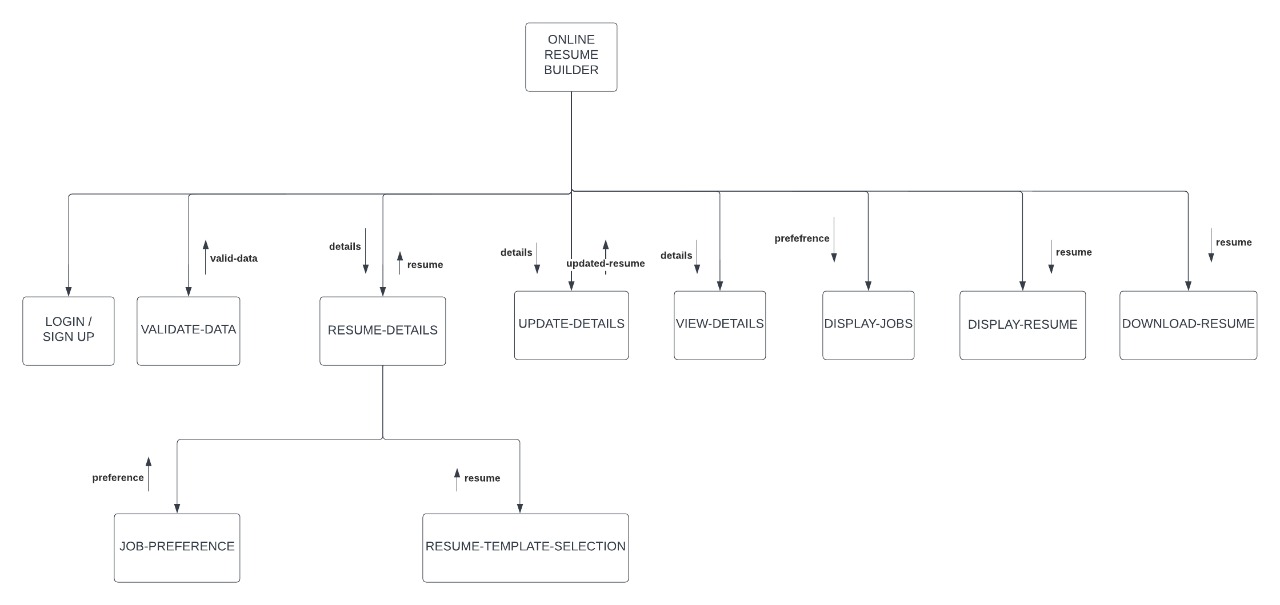 ONLINE
RESUME
BUILDER
valid-data
details
resume
details
updated-resume
details
prefefrence
resume
resume
LOGIN /
SIGN UP
VALIDATE-DATA
RESUME-DETAILS
UPDATE-DETAILS
VIEW-DETAILS
DISPLAY-JOBS
DISPLAY-RESUME
DOWNLOAD-RESUME
preference
resume
JOB-PREFERENCE
RESUME-TEMPLATE-SELECTION